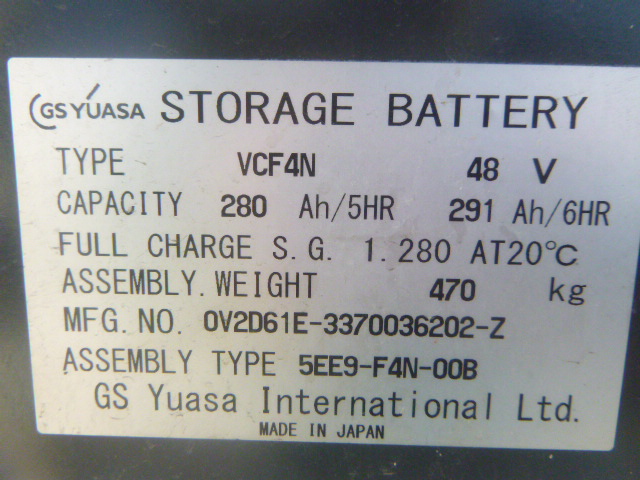 GS YUASA STORAGE BATTERY
TYPE VCF4N 48 V
CAPACITY 280 Ah/5HR 291 Ah/6HR
FULL CHARGE S.G. 1.280 AT20℃
ASSEMBLY.WEIGHT 470 kg
MFG.NO. 0V2D61E-3370036202-Z
ASSEMBLY TYPE 5EE9-F4N-00B
GS Yuasa International Ltd.
MADE IN JAPAN